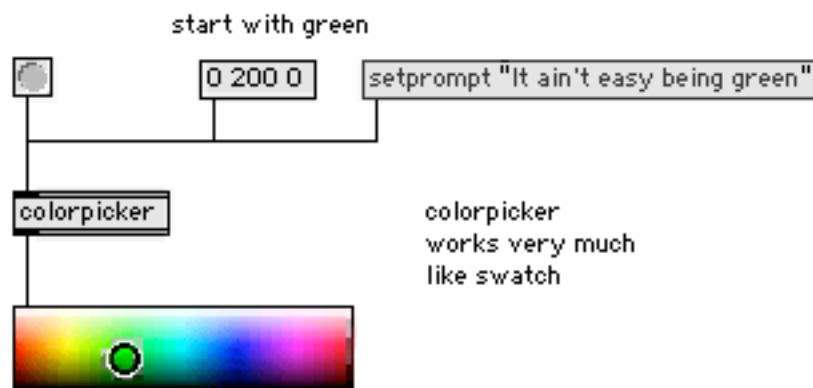 start with green
0 200 0
setprompt "It ain't easy being green"
colorpicker
colorpicker
works very much
like swatch